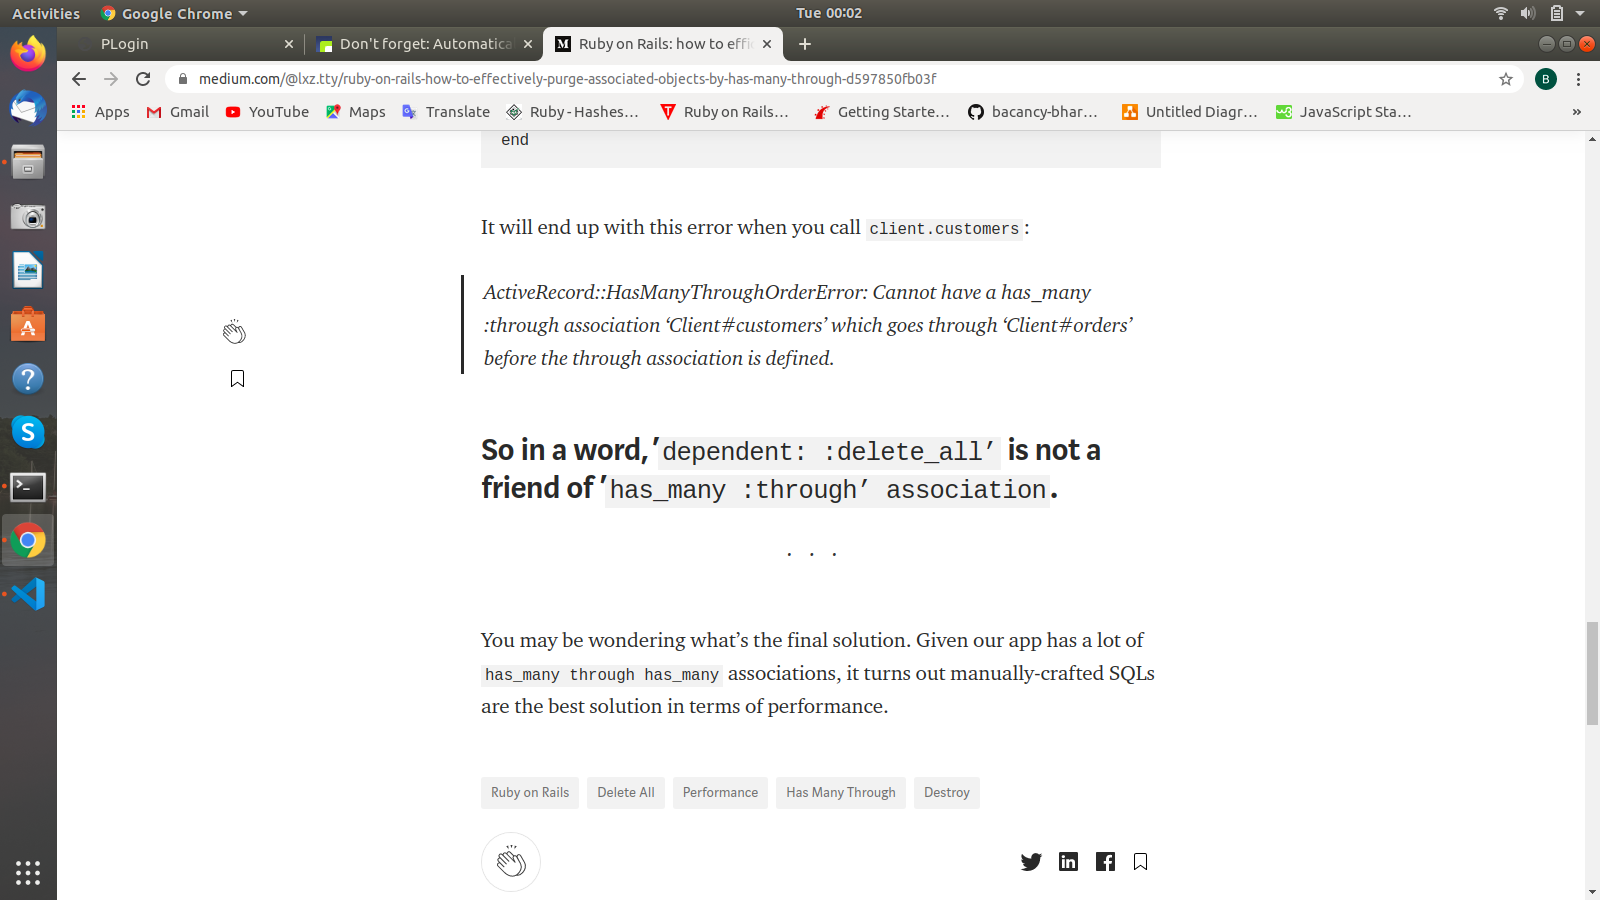 Activities Google Chrome Tue 00:02
PLogin Don't forget: Automatica Ruby on Rails: how to effic
medium.com/@lxz.tty/ruby-on-rails-how-to-effectively-purge-associated-objects-by-has-many-through-d597850fb03f B
Apps Gmail YouTube Maps Translate Ruby - Hashes... Ruby on Rails... Getting Starte... bacancy-bhar... Untitled Diagr... JavaScript Sta... »
end
It will end up with this error when you call client.customers :
ActiveRecord::HasManyThroughOrderError: Cannot have a has_many
:through association ‘Client#customers’ which goes through ‘Client#orders’
before the through association is defined.
So in a word, ’dependent: :delete_all’ is not a
friend of ’has_many :through’ association.
. . .
You may be wondering what’s the final solution. Given our app has a lot of
has_many through has_many associations, it turns out manually-crafted SQLs
are the best solution in terms of performance.
Ruby on Rails Delete All Performance Has Many Through Destroy